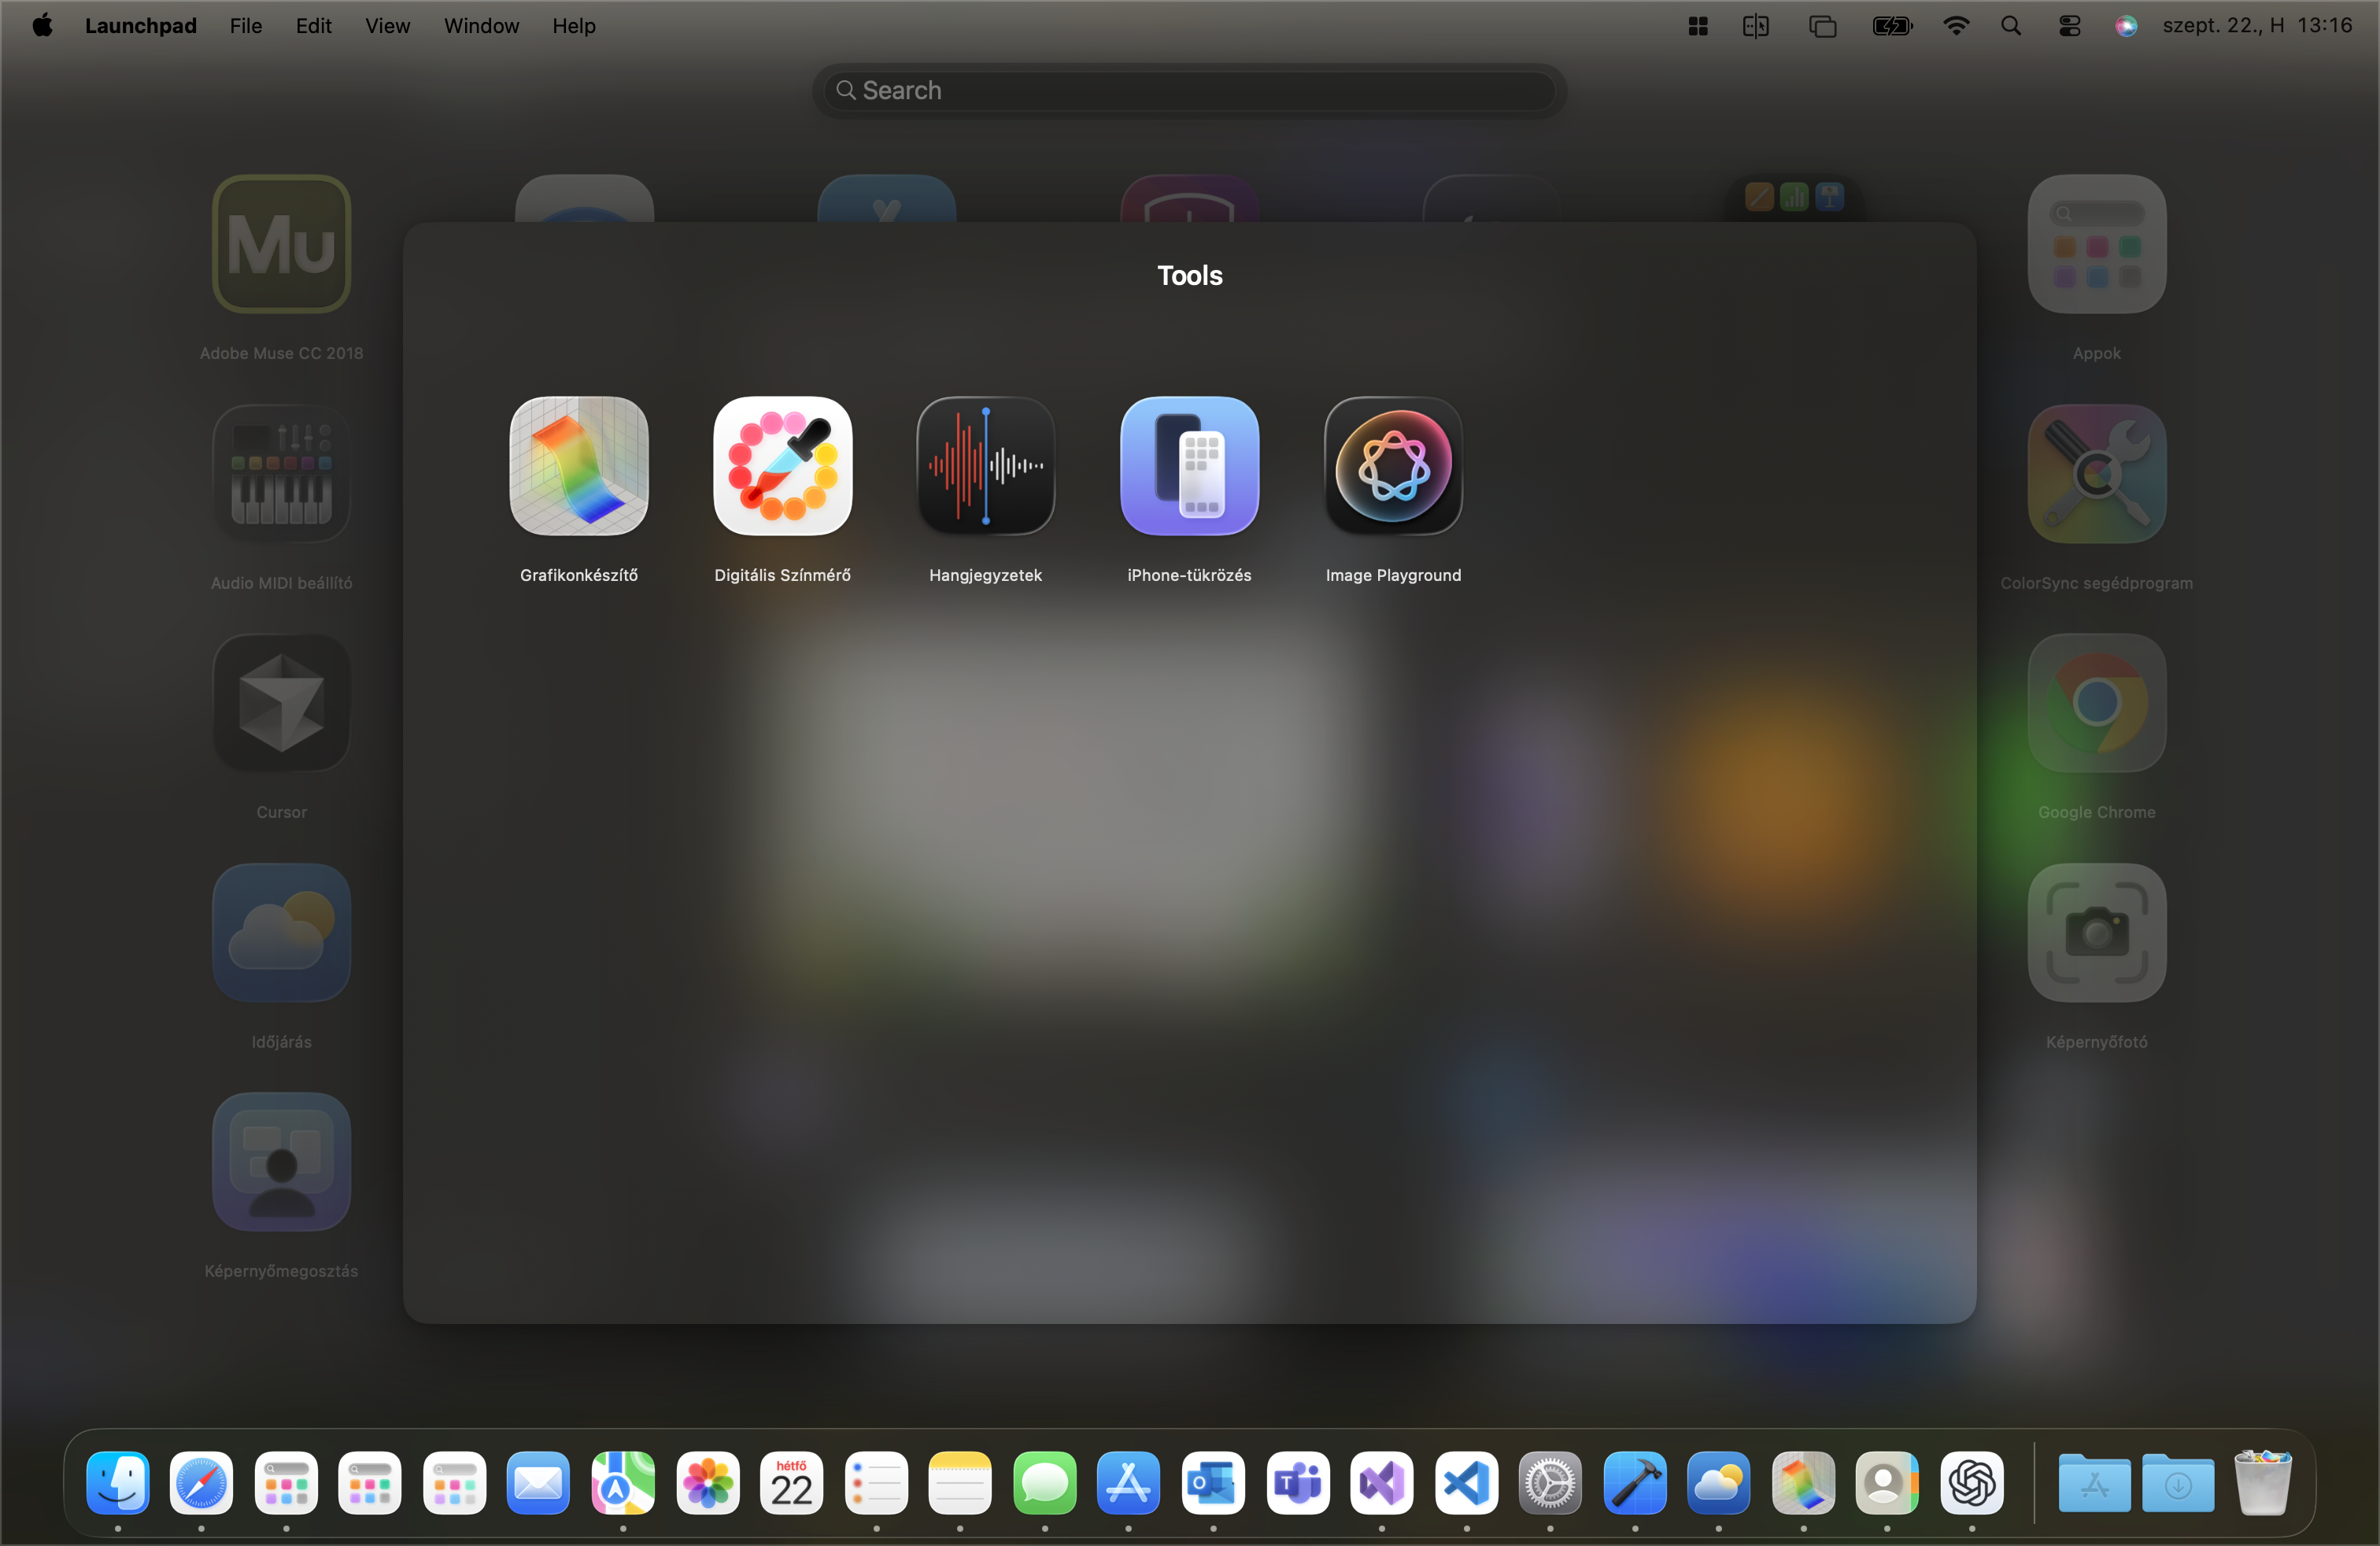 Launchpad File Edit View Window Help szept. 22., H 13:16
Search
Mu
Adobe Muse CC 2018
Appok
Tools
Grafikonkészítő
Digitális Színmérő
Hangjegyzetek
iPhone-tükrözés
Image Playground
Audio MIDI beállító
ColorSync segédprogram
Cursor
Google Chrome
Időjárás
Képernyőfotó
Képernyőmegosztás
hétfő
22